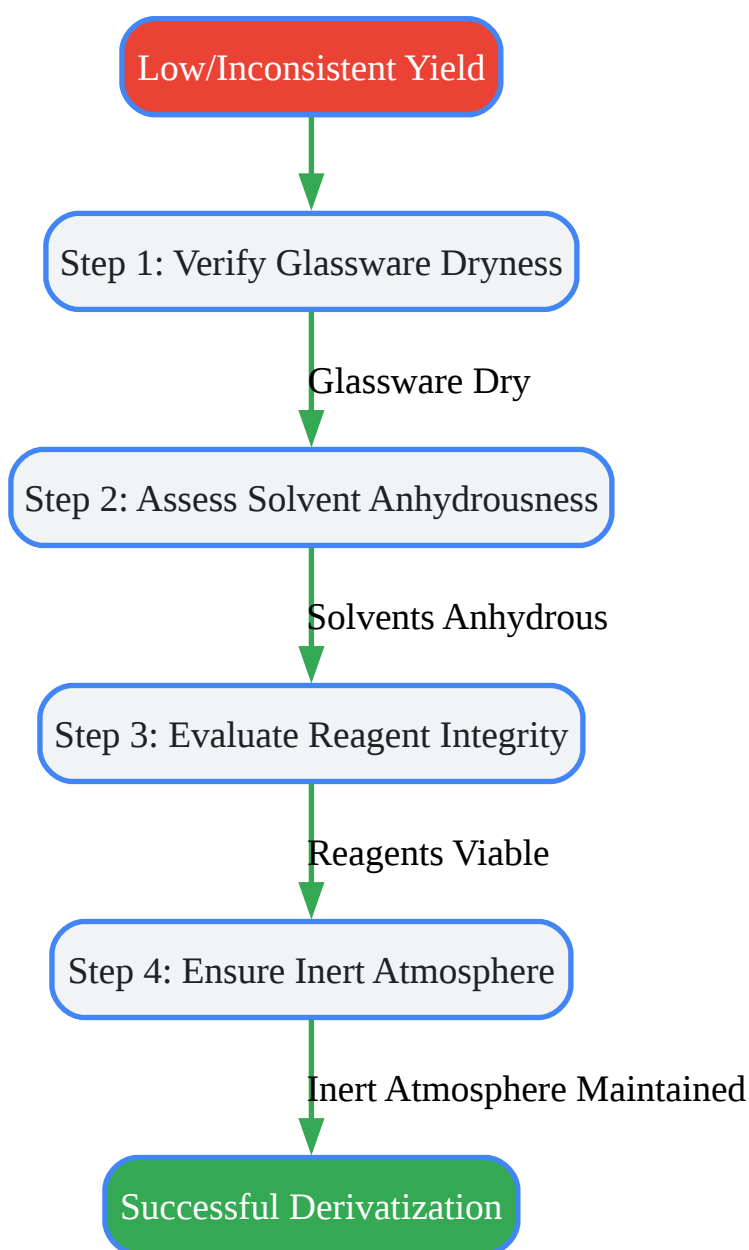 Low/Inconsistent Yield
Step 1: Verify Glassware Dryness
Glassware Dry
Step 2: Assess Solvent Anhydrousness
Solvents Anhydrous
Step 3: Evaluate Reagent Integrity
Reagents Viable
Step 4: Ensure Inert Atmosphere
Inert Atmosphere Maintained
Successful Derivatization